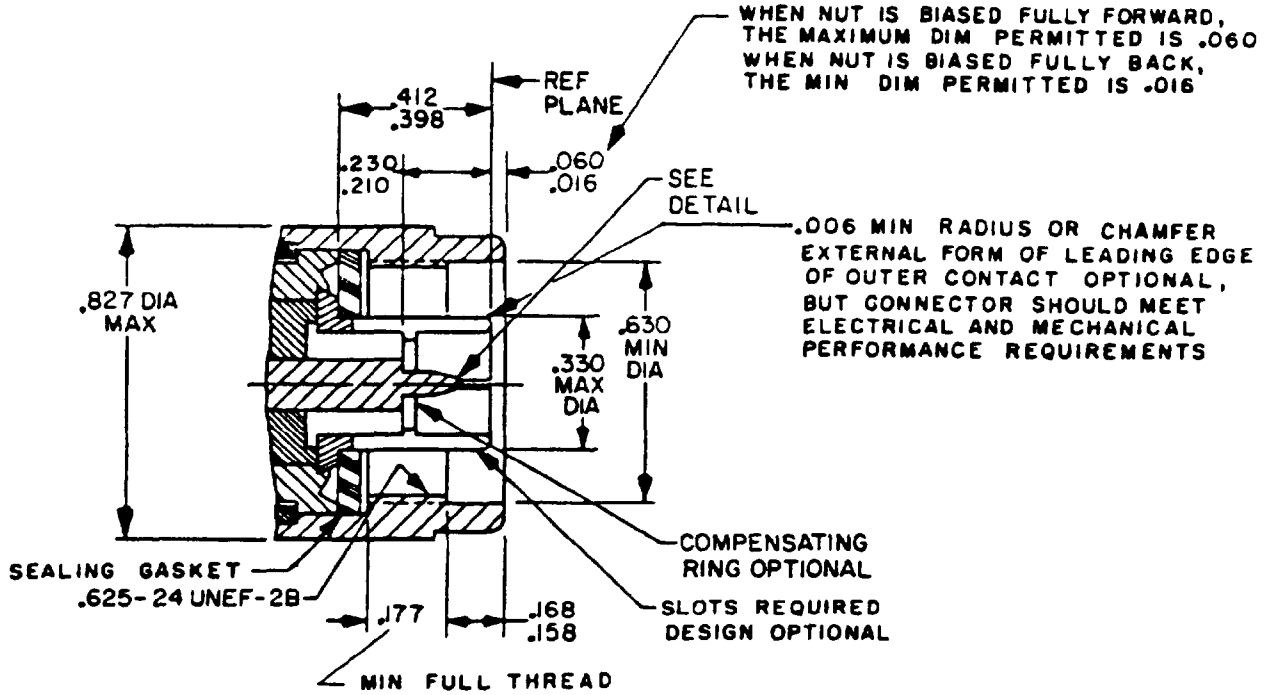 WHEN NUT IS BIASED FULLY FORWARD,
THE MAXIMUM DIM PERMITTED IS .060
WHEN NUT IS BIASED FULLY BACK,
THE MIN DIM PERMITTED IS .016
REF
PLANE
.412
.398
.230
.210
.060
.016
SEE
DETAIL
.006 MIN RADIUS OR CHAMFER
EXTERNAL FORM OF LEADING EDGE
OF OUTER CONTACT OPTIONAL,
BUT CONNECTOR SHOULD MEET
ELECTRICAL AND MECHANICAL
PERFORMANCE REQUIREMENTS
.827 DIA
MAX
.630
MIN
DIA
.330
MAX
DIA
COMPENSATING
RING OPTIONAL
SEALING GASKET
.625-24 UNEF-2B
.177
.168
.158
SLOTS REQUIRED
DESIGN OPTIONAL
MIN FULL THREAD